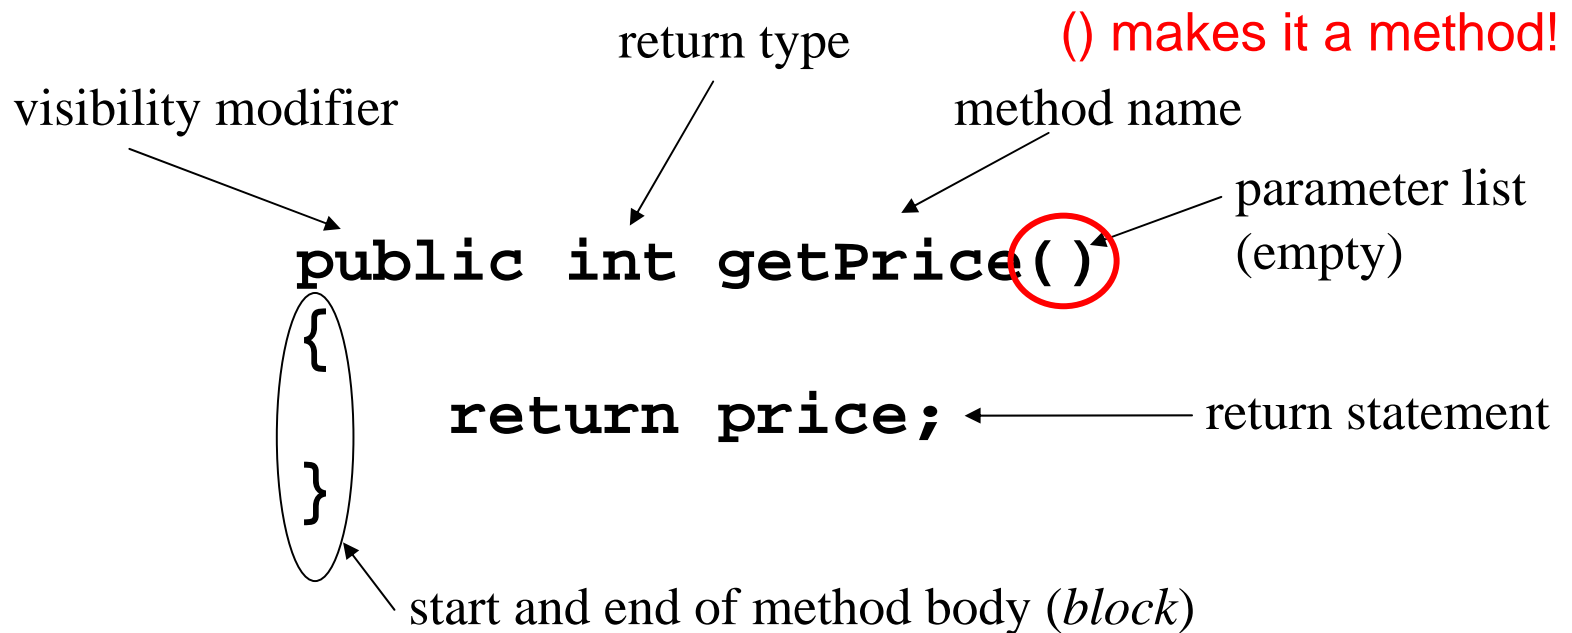 return type
() makes it a method!
visibility modifier
method name
parameter list
(empty)
public int getPrice()
{
return price;
return statement
}
start and end of method body (block)